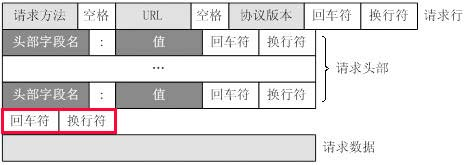 请求方法 空格 URL 空格 协议版本 回车符 换行符 请求行
头部字段名 : 值 回车符 换行符
… 请求头部
头部字段名 : 值 回车符 换行符
回车符 换行符
请求数据